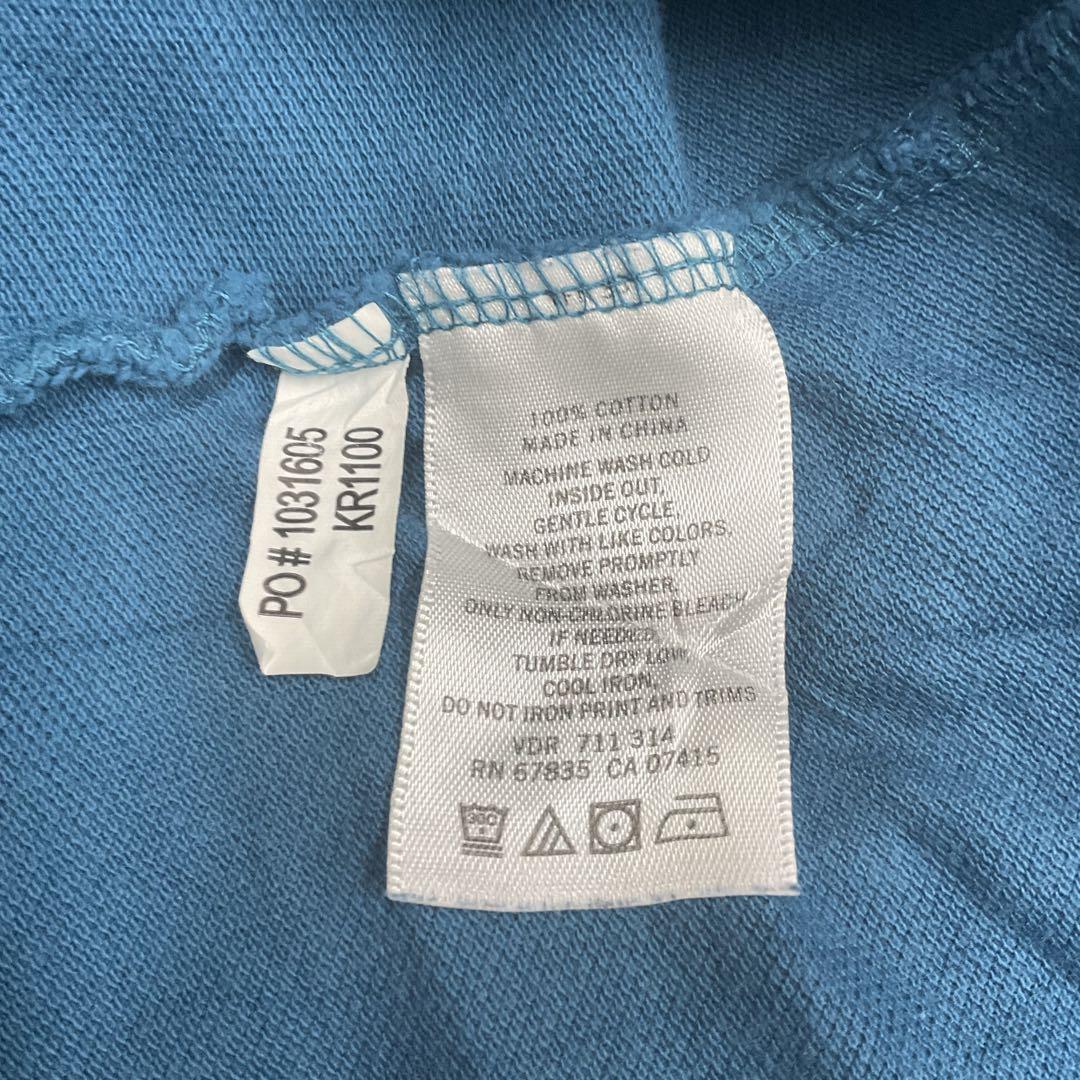 PO# 1031605
KR1100
100% COTTON
MADE IN CHINA
MACHINE WASH COLD
INSIDE OUT,
GENTLE CYCLE,
WASH WITH LIKE COLORS.
REMOVE PROMPTLY
FROM WASHER.
ONLY NON-CHLORINE BLEACH
IF NEEDED.
TUMBLE DRY LOW,
COOL IRON.
DO NOT IRON PRINT AND TRIMS
VDR 711 314
RN 67835 CA 07415
30C